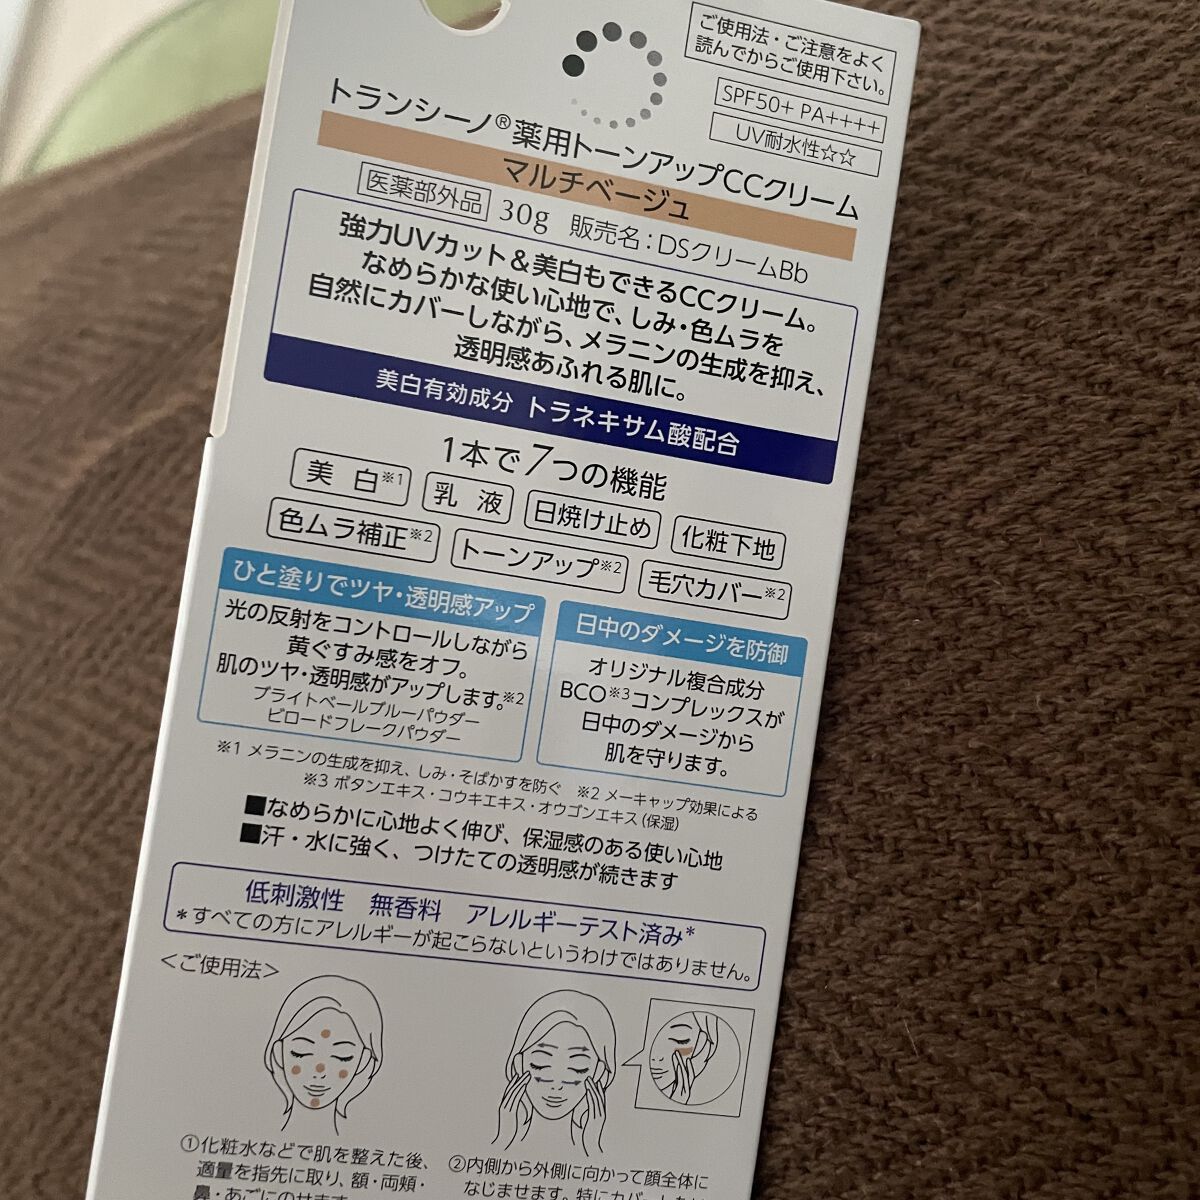 ご使用法・ご注意をよく
読んでからご使用下さい。
SPF50+ PA++++
UV耐水性☆☆
トランシーノ®薬用トーンアップCCクリーム
マルチベージュ
医薬部外品 30g 販売名：DSクリームBb
強力UVカット＆美白もできるCCクリーム。
なめらかな使い心地で、しみ・色ムラを
自然にカバーしながら、メラニンの生成を抑え、
透明感あふれる肌に。
美白有効成分 トラネキサム酸配合
1本で7つの機能
美白※1 乳液 日焼け止め 化粧下地
色ムラ補正※2 トーンアップ※2 毛穴カバー※2
ひと塗りでツヤ・透明感アップ
光の反射をコントロールしながら
黄ぐすみ感をオフ。
肌のツヤ・透明感がアップします。※2
ブライトベールブルーパウダー
ビロードフレークパウダー
日中のダメージを防御
オリジナル複合成分
BCO※3コンプレックスが
日中のダメージから
肌を守ります。
※1 メラニンの生成を抑え、しみ・そばかすを防ぐ ※2 メーキャップ効果による
※3 ボタンエキス・コウキエキス・オウゴンエキス（保湿）
■なめらかに心地よく伸び、保湿感のある使い心地
■汗・水に強く、つけたての透明感が続きます
低刺激性 無香料 アレルギーテスト済み*
*すべての方にアレルギーが起こらないというわけではありません。
＜ご使用法＞
①化粧水などで肌を整えた後、
適量を指先に取り、額・両頬・
鼻・あごにのせます。
②内側から外側に向かって顔全体に
なじませます。特にカバーしたい